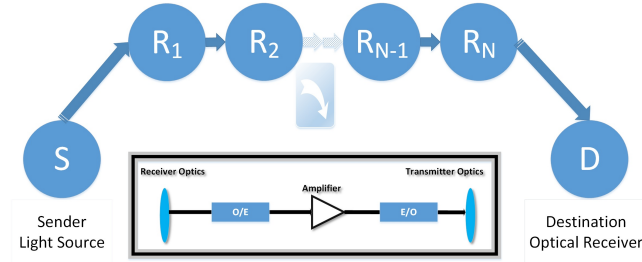 R1
R2
RN-1
RN
S
D
Receiver Optics
Transmitter Optics
Amplifier
O/E
E/O
Sender
Light Source
Destination
Optical Receiver